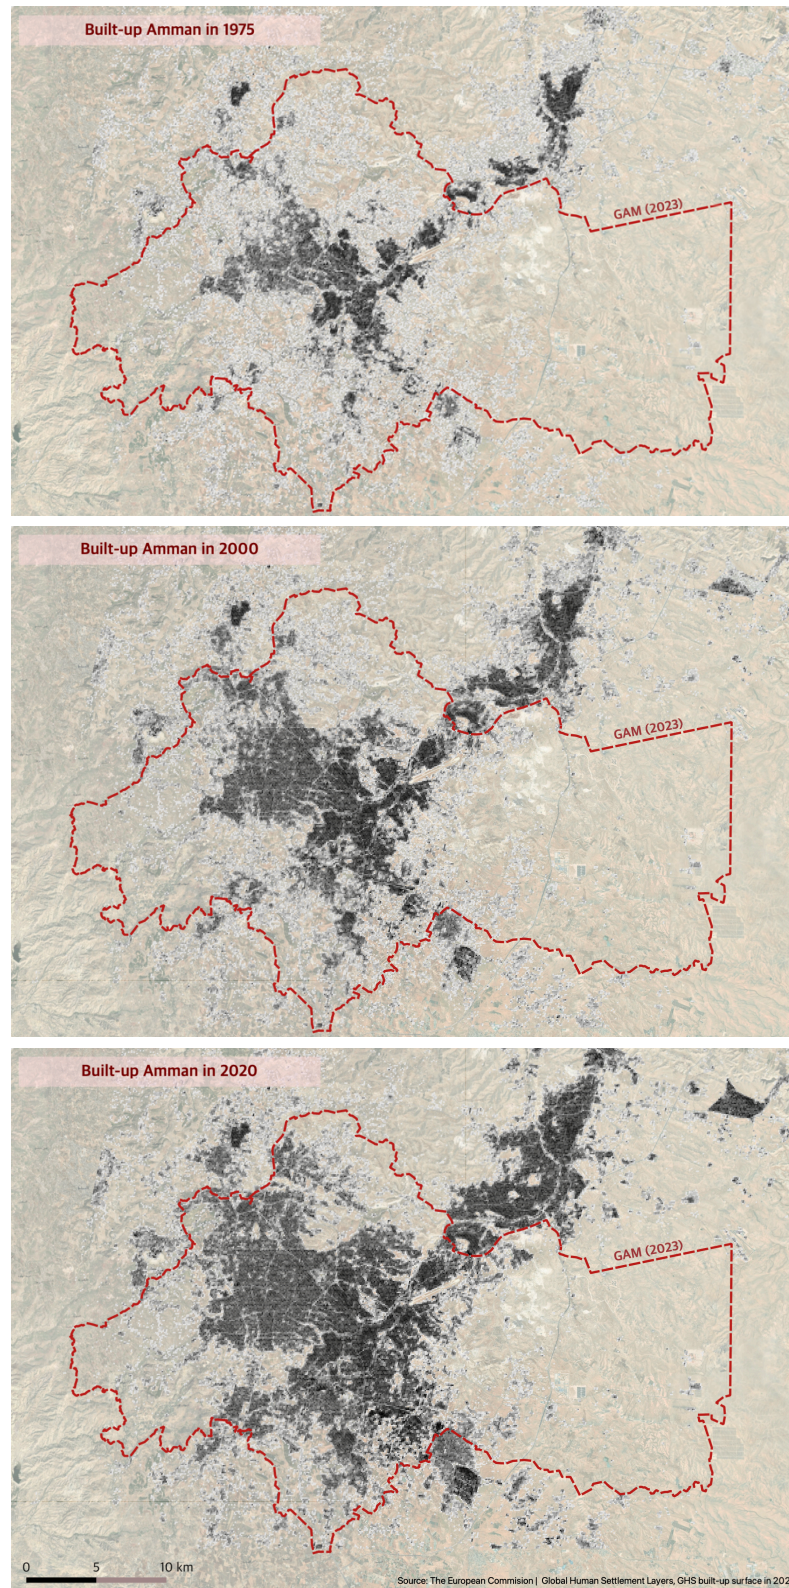 Built-up Amman in 1975
GAM (2023)
Built-up Amman in 2000
GAM (2023)
Built-up Amman in 2020
GAM (2023)
0 5 10 km
Source: The European Commision | Global Human Settlement Layers, GHS built-up surface in 202